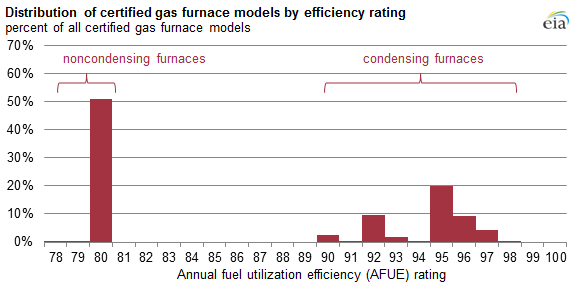 Distribution of certified gas furnace models by efficiency rating
percent of all certified gas furnace models
eia
70%
noncondensing furnaces condensing furnaces
60%
50%
40%
30%
20%
10%
0%
78 79 80 81 82 83 84 85 86 87 88 89 90 91 92 93 94 95 96 97 98 99 100
Annual fuel utilization efficiency (AFUE) rating